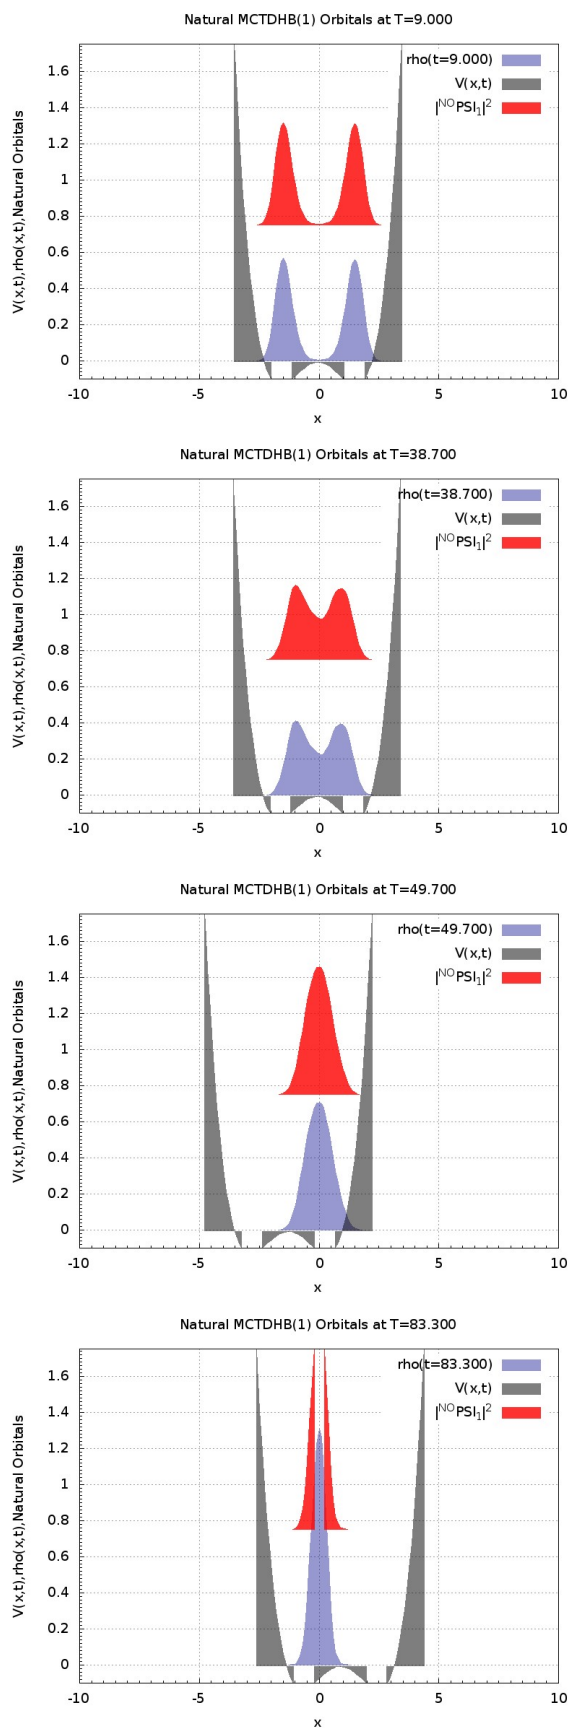 Natural MCTDHB(1) Orbitals at T=9.000
V(x,t),rho(x,t),Natural Orbitals
rho(t=9.000)
V(x,t)
|NOPSI1|2
1.6
1.4
1.2
1
0.8
0.6
0.4
0.2
0
-10 -5 0 5 10
x
Natural MCTDHB(1) Orbitals at T=38.700
V(x,t),rho(x,t),Natural Orbitals
rho(t=38.700)
V(x,t)
|NOPSI1|2
1.6
1.4
1.2
1
0.8
0.6
0.4
0.2
0
-10 -5 0 5 10
x
Natural MCTDHB(1) Orbitals at T=49.700
V(x,t),rho(x,t),Natural Orbitals
rho(t=49.700)
V(x,t)
|NOPSI1|2
1.6
1.4
1.2
1
0.8
0.6
0.4
0.2
0
-10 -5 0 5 10
x
Natural MCTDHB(1) Orbitals at T=83.300
V(x,t),rho(x,t),Natural Orbitals
rho(t=83.300)
V(x,t)
|NOPSI1|2
1.6
1.4
1.2
1
0.8
0.6
0.4
0.2
0
-10 -5 0 5 10
x